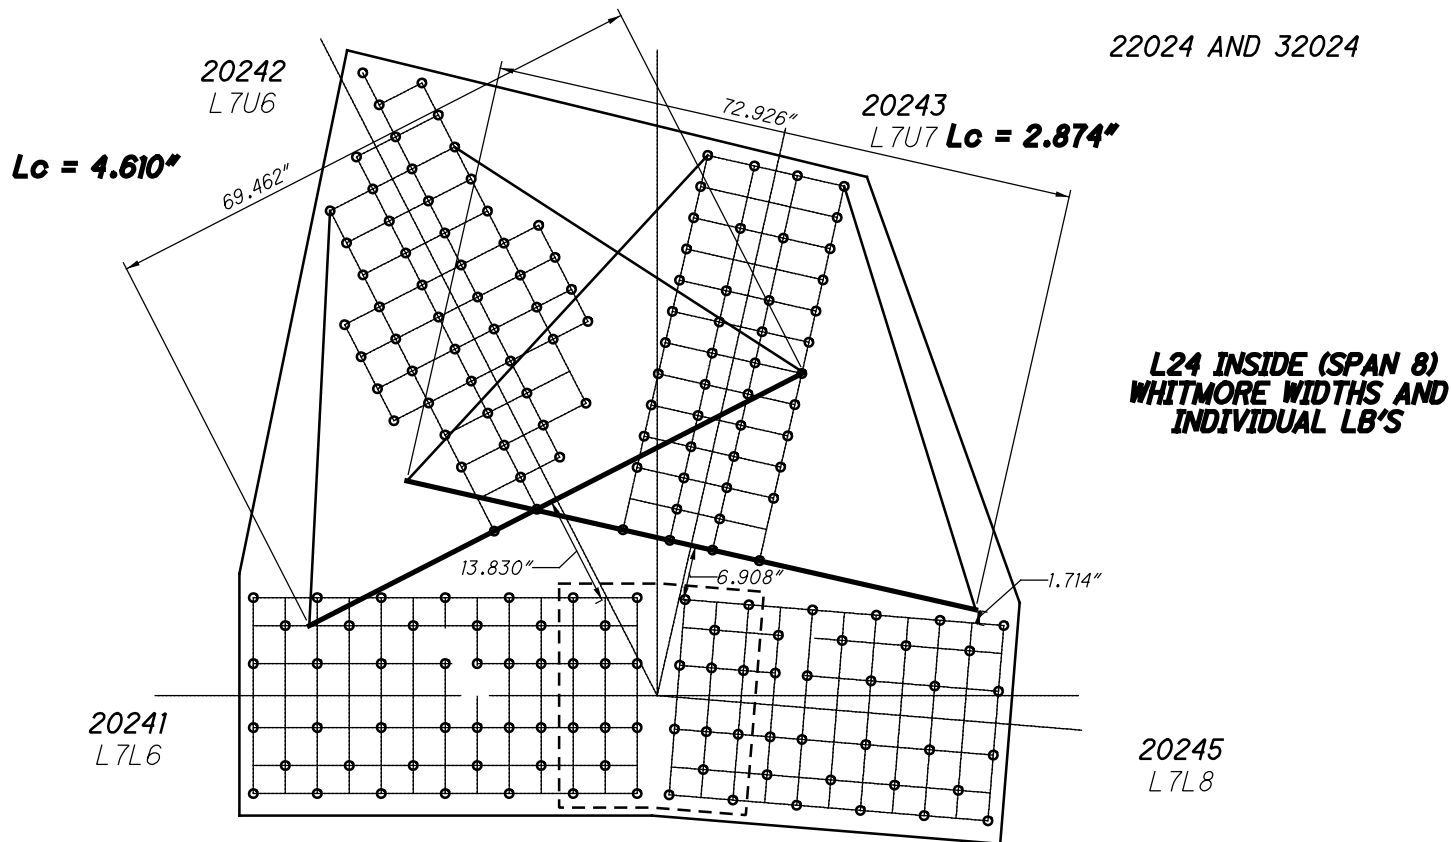 22024 AND 32024
20242
L7U6
72.926"
20243
L7U7 Lc = 2.874"
Lc = 4.610"
69.462"
L24 INSIDE (SPAN 8)
WHITMORE WIDTHS AND
INDIVIDUAL LB'S
13.830"
6.908"
1.714"
20241
L7L6
20245
L7L8